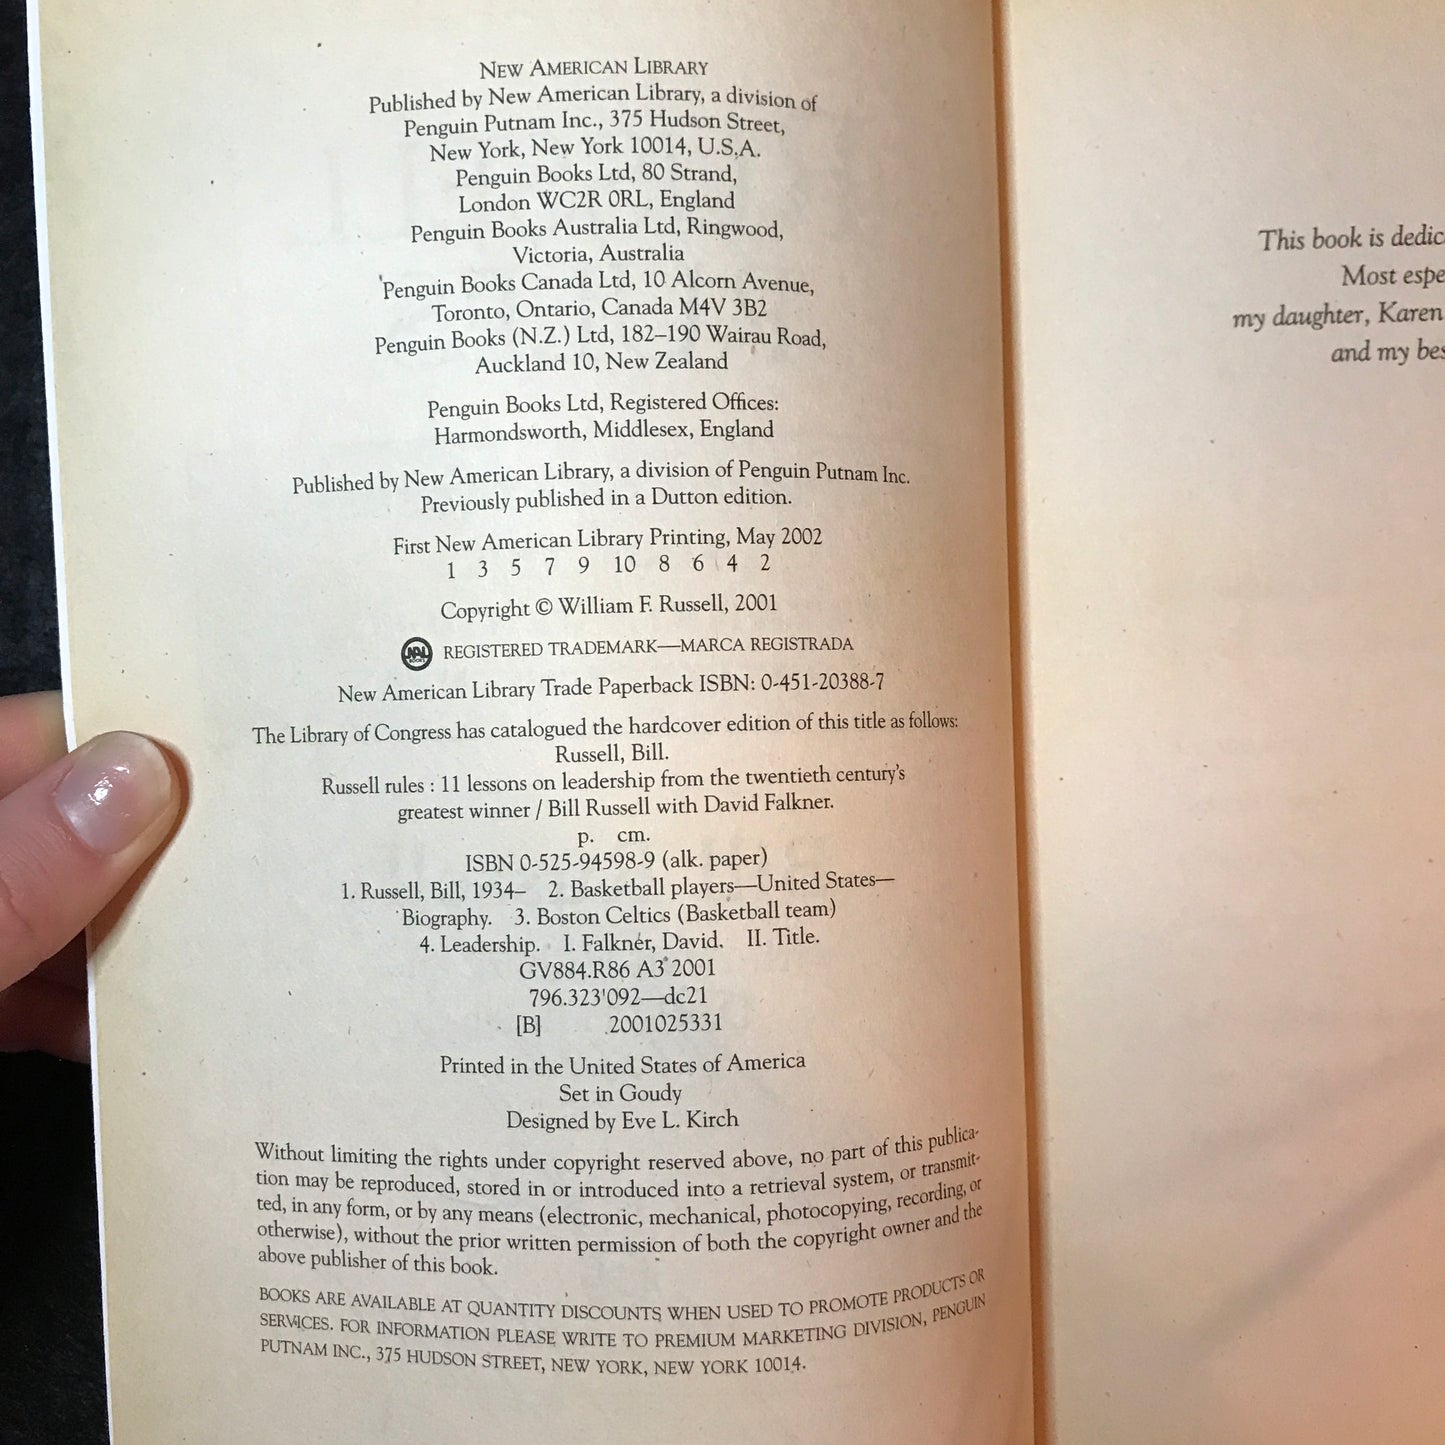 NEW AMERICAN LIBRARY
Published by New American Library, a division of
Penguin Putnam Inc., 375 Hudson Street,
New York, New York 10014, U.S.A.
Penguin Books Ltd, 80 Strand,
London WC2R 0RL, England
Penguin Books Australia Ltd, Ringwood,
Victoria, Australia
Penguin Books Canada Ltd, 10 Alcorn Avenue,
Toronto, Ontario, Canada M4V 3B2
Penguin Books (N.Z.) Ltd, 182–190 Wairau Road,
Auckland 10, New Zealand
Penguin Books Ltd, Registered Offices:
Harmondsworth, Middlesex, England
Published by New American Library, a division of Penguin Putnam Inc.
Previously published in a Dutton edition.
First New American Library Printing, May 2002
1 3 5 7 9 10 8 6 4 2
Copyright © William F. Russell, 2001
REGISTERED TRADEMARK—MARCA REGISTRADA
New American Library Trade Paperback ISBN: 0-451-20388-7
The Library of Congress has catalogued the hardcover edition of this title as follows:
Russell, Bill.
Russell rules : 11 lessons on leadership from the twentieth century's
greatest winner / Bill Russell with David Falkner.
p. cm.
ISBN 0-525-94598-9 (alk. paper)
1. Russell, Bill, 1934– 2. Basketball players—United States—
Biography. 3. Boston Celtics (Basketball team)
4. Leadership. I. Falkner, David. II. Title.
GV884.R86 A3 2001
796.323'092—dc21
[B] 2001025331
Printed in the United States of America
Set in Goudy
Designed by Eve L. Kirch
Without limiting the rights under copyright reserved above, no part of this publica-
tion may be reproduced, stored in or introduced into a retrieval system, or transmit-
ted, in any form, or by any means (electronic, mechanical, photocopying, recording, or
otherwise), without the prior written permission of both the copyright owner and the
above publisher of this book.
BOOKS ARE AVAILABLE AT QUANTITY DISCOUNTS WHEN USED TO PROMOTE PRODUCTS OR
SERVICES. FOR INFORMATION PLEASE WRITE TO PREMIUM MARKETING DIVISION, PENGUIN
PUTNAM INC., 375 HUDSON STREET, NEW YORK, NEW YORK 10014.
This book is dedic
Most espe
my daughter, Karen
and my bes